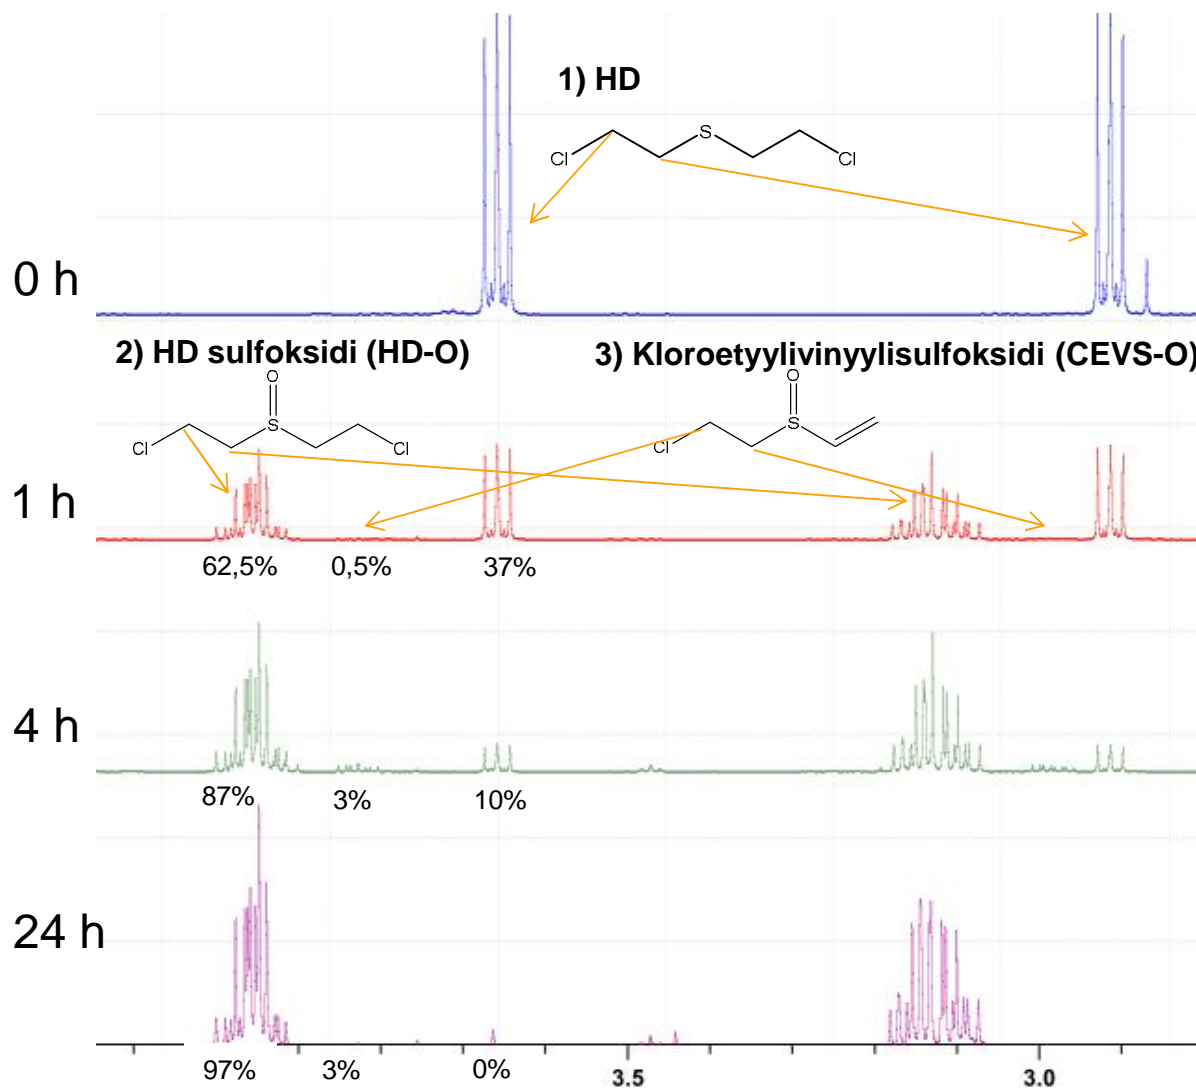 1) HD
S
Cl
Cl
0 h
2) HD sulfoksidi (HD-O)
3) Kloroetyylivinyylisulfoksidi (CEVS-O)
O
O
S
S
Cl
Cl
Cl
1 h
62,5%
0,5%
37%
4 h
87%
3%
10%
24 h
97%
3%
0%
3.5
3.0